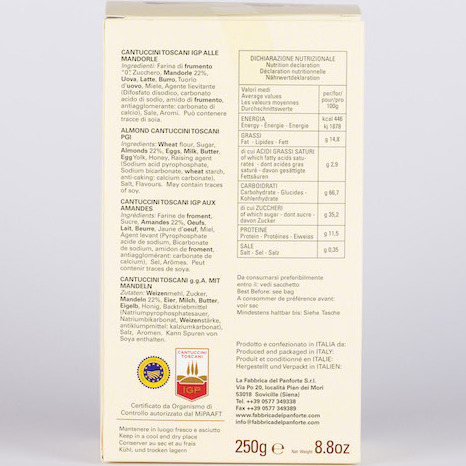 CANTUCCINI TOSCANI IGP ALLE
MANDORLE
Ingredienti: Farina di frumento
"0", Zucchero, Mandorle 22%,
Uova, Latte, Burro, Tuorlo
d'uovo, Miele, Agente lievitante
(Difosfato disodico, carbonato
acido di sodio, amido di frumento,
antiagglomerante: carbonato di
calcio), Sale, Aromi. Può contenere
tracce di soia.
ALMOND CANTUCCINI TOSCANI
PGI
Ingredients: Wheat flour, Sugar,
Almonds 22%, Eggs, Milk, Butter,
Egg Yolk, Honey, Raising agent
(Sodium acid pyrophosphate,
Sodium bicarbonate, wheat starch,
anti-caking: calcium carbonate),
Salt, Flavours. May contain traces
of soy.
CANTUCCINI TOSCANI IGP AUX
AMANDES
Ingrédients: Farine de froment,
Sucre, Amandes 22%, Oeufs,
Lait, Beurre, Jaune d'oeuf, Miel,
Agent levant (Pyrophosphate
acide de sodium, Bicarbonate
de sodium, amidon de froment,
antiagglomérant: carbonate de
calcium), Sel, Arômes. Peut
contenir traces de soya.
CANTUCCINI TOSCANI g.g.A. MIT
MANDELN
Zutaten: Weizenmehl, Zucker,
Mandeln 22%, Eier, Milch, Butter,
Eigelb, Honig, Backtriebmittel
(Natriumpyrophosphatesauer,
Natriumbikarbonat, Weizenstärke,
antiklumpmittel: kalziumkarbonat),
Salz, Aromen. Kann Spuren von
Soya enthalten.
CANTUCCINI
TOSCANI
IGP
Certificato da Organismo di
Controllo autorizzato dal MiPAAFT
Mantenere in luogo fresco e asciutto
Keep in a cool and dry place
Conserver au sec et au frais
Kühl, und trocken lagern
DICHIARAZIONE NUTRIZIONALE
Nutrition declaration
Déclaration nutritionnelle
Nährwertdeklaration
Valori medi
Average values
Les valeurs moyennes
Durchschnittswerte
per/for/
pour/pro
100g
ENERGIA
Energy - Énergie - Energie
kcal 446
kj 1878
GRASSI
Fat - Lipides - Fett
g 14,8
di cui ACIDI GRASSI SATURI
of which fatty acids satu-
rates - dont acides gras
saturés - davon gesättigte
Fettsäuren
g 2,9
CARBOIDRATI
Carbohydrate - Glucides -
Kohlenhydrate
g 66,7
di cui ZUCCHERI
of which sugar - dont sucre -
davon Zucker
g 35,2
PROTEINE
Protein - Protéines - Eiweiss
g 11,5
SALE
Salt - Sel - Salz
g 0,35
Da consumarsi preferibilmente
entro il: vedi sacchetto
Best Before: see bag
A consommer de préférence avant:
voir sac
Mindestens haltbar bis: Siehe Tasche
Prodotto e confezionato in ITALIA da:
Produced and packaged in ITALY:
Produit et conditionné en ITALIE:
Hergestellt und Verpackt in ITALIEN:
La Fabbrica del Panforte S.r.l.
Via Po 20, località Pian dei Mori
53018 Sovicille (Siena)
Tel. ++39 0577 349338
Fax ++39 0577 349389
www.fabbricadelpanforte.com
info@fabbricadelpanforte.com
250g e Net Weight 8.8oz